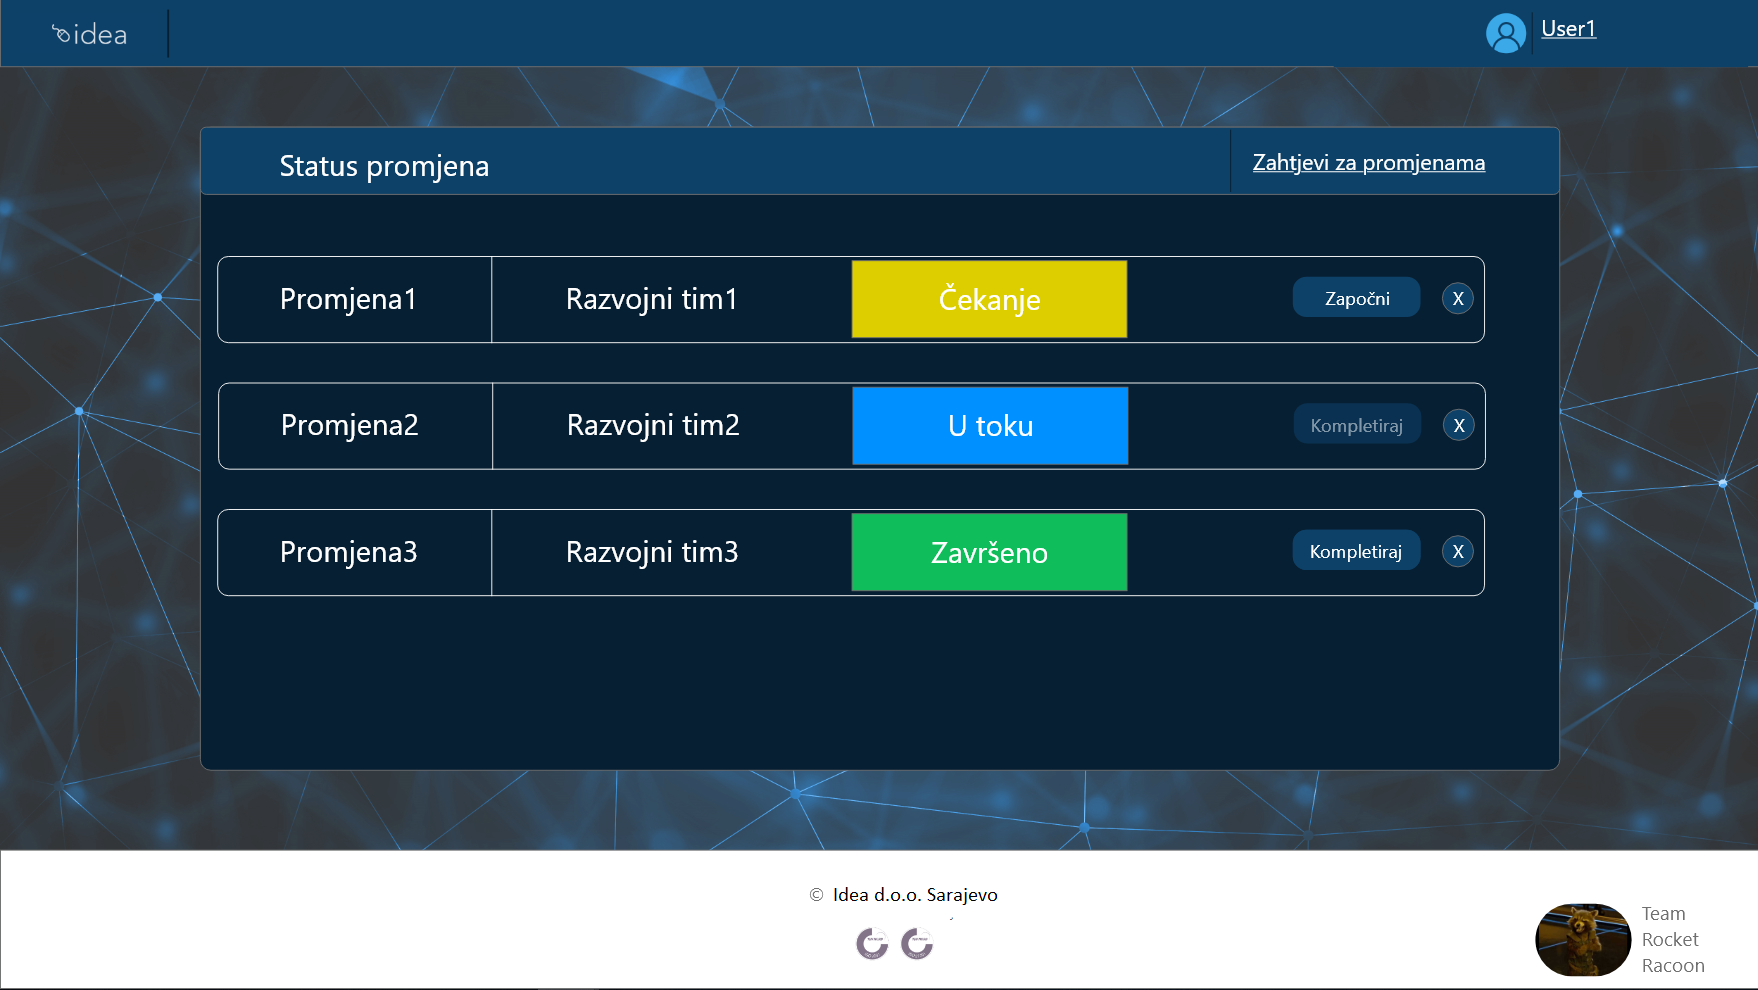 idea
User1
Status promjena
Zahtjevi za promjenama
Promjena1
Razvojni tim1
Čekanje
Započni
X
Promjena2
Razvojni tim2
U toku
Kompletiraj
X
Promjena3
Razvojni tim3
Završeno
Kompletiraj
X
© Idea d.o.o. Sarajevo
Team
Rocket
Racoon